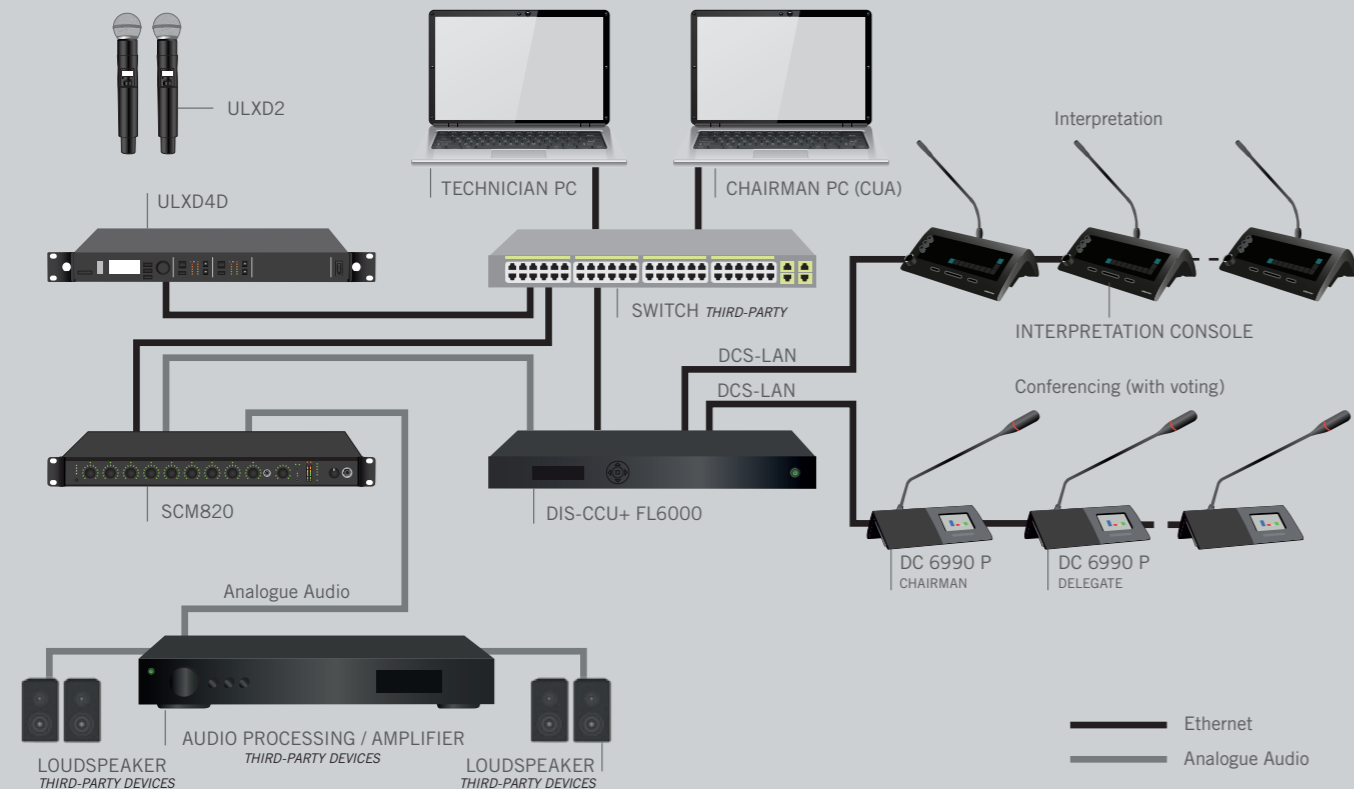 ULXD2
ULXD4D
TECHNICIAN PC
CHAIRMAN PC (CUA)
Interpretation
SWITCH THIRD-PARTY
INTERPRETATION CONSOLE
DCS-LAN
DCS-LAN
Conferencing (with voting)
SCM820
DIS-CCU+ FL6000
DC 6990 P
CHAIRMAN
DC 6990 P
DELEGATE
Analogue Audio
AUDIO PROCESSING / AMPLIFIER
THIRD-PARTY DEVICES
LOUDSPEAKER
THIRD-PARTY DEVICES
LOUDSPEAKER
THIRD-PARTY DEVICES
Ethernet
Analogue Audio